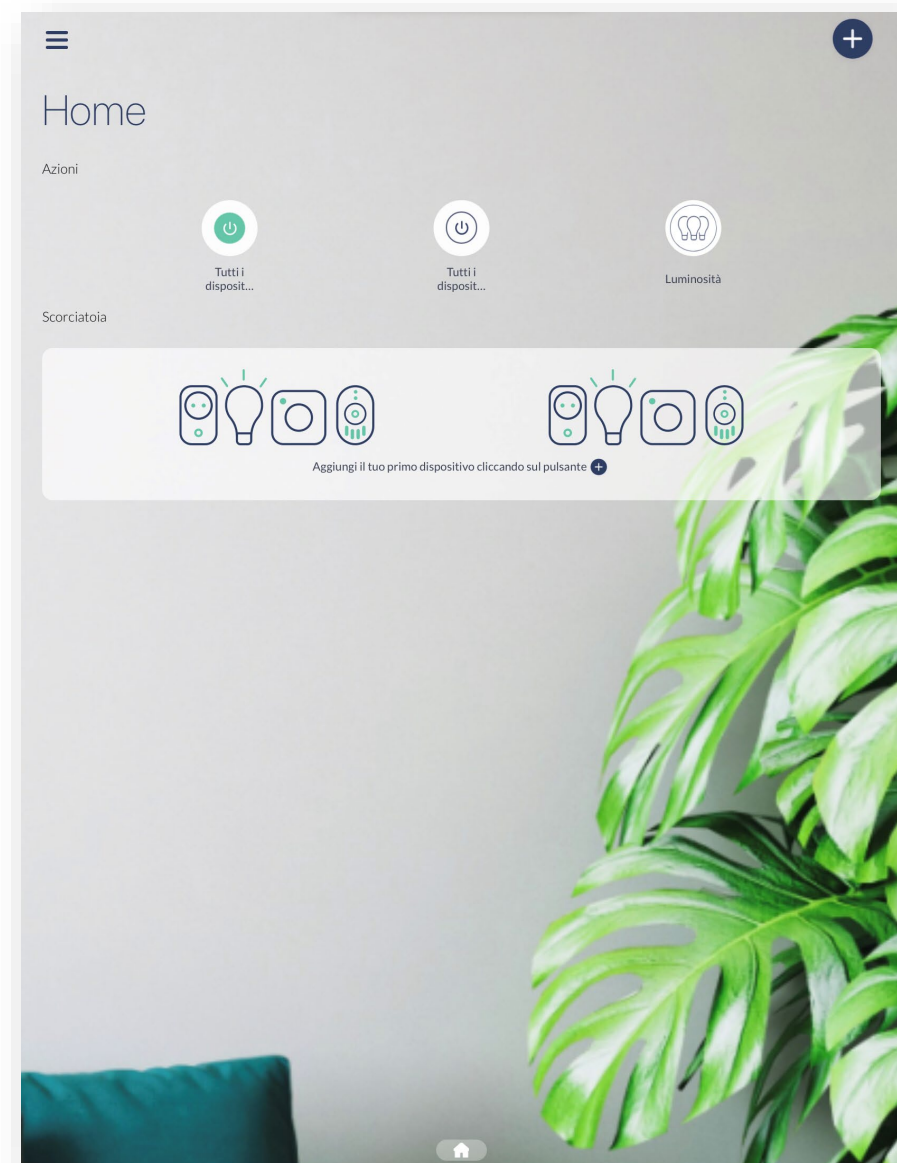 Home
Azioni
Tutti i
disposit...
Tutti i
disposit...
Luminosità
Scorciatoia
Aggiungi il tuo primo dispositivo cliccando sul pulsante